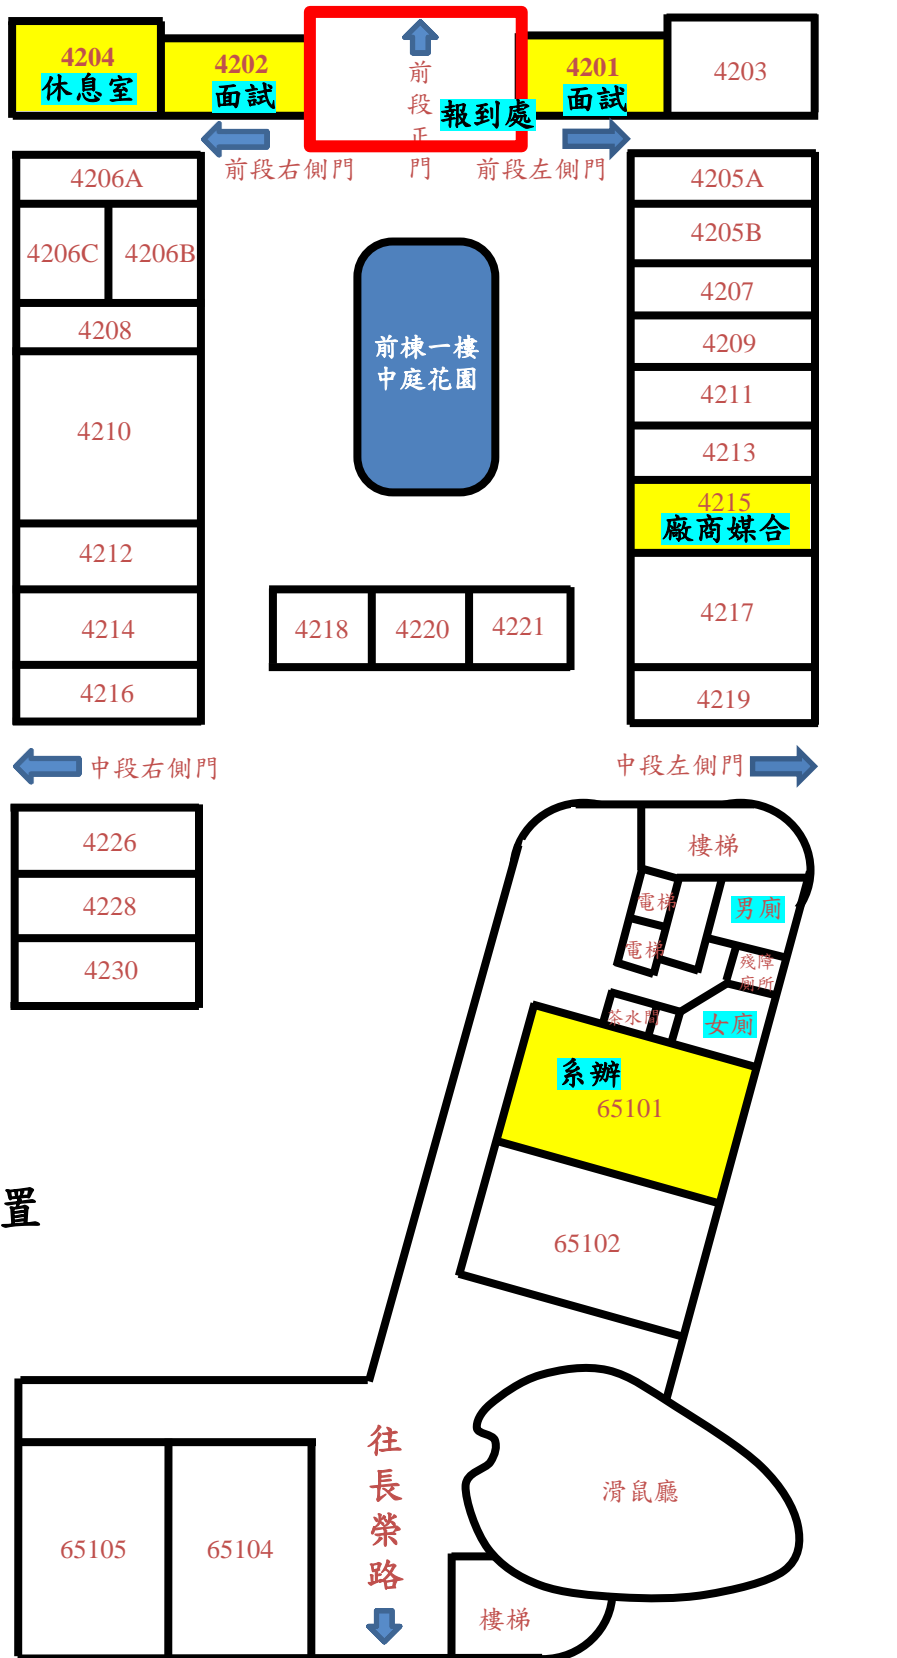 4204
休息室
4202
面試
前段正門
報到處
4201
面試
4203
前段右側門
前段左側門
4206A
4206C
4206B
4208
4210
4212
4214
4216
前棟一樓
中庭花園
4218
4220
4221
4205A
4205B
4207
4209
4211
4213
4215
廠商媒合
4217
4219
中段右側門
中段左側門
4226
4228
4230
樓梯
電梯
電梯
男廁
殘障
廁所
茶水間
女廁
系辦
65101
65102
置
往長榮路
滑鼠廳
65105
65104
樓梯